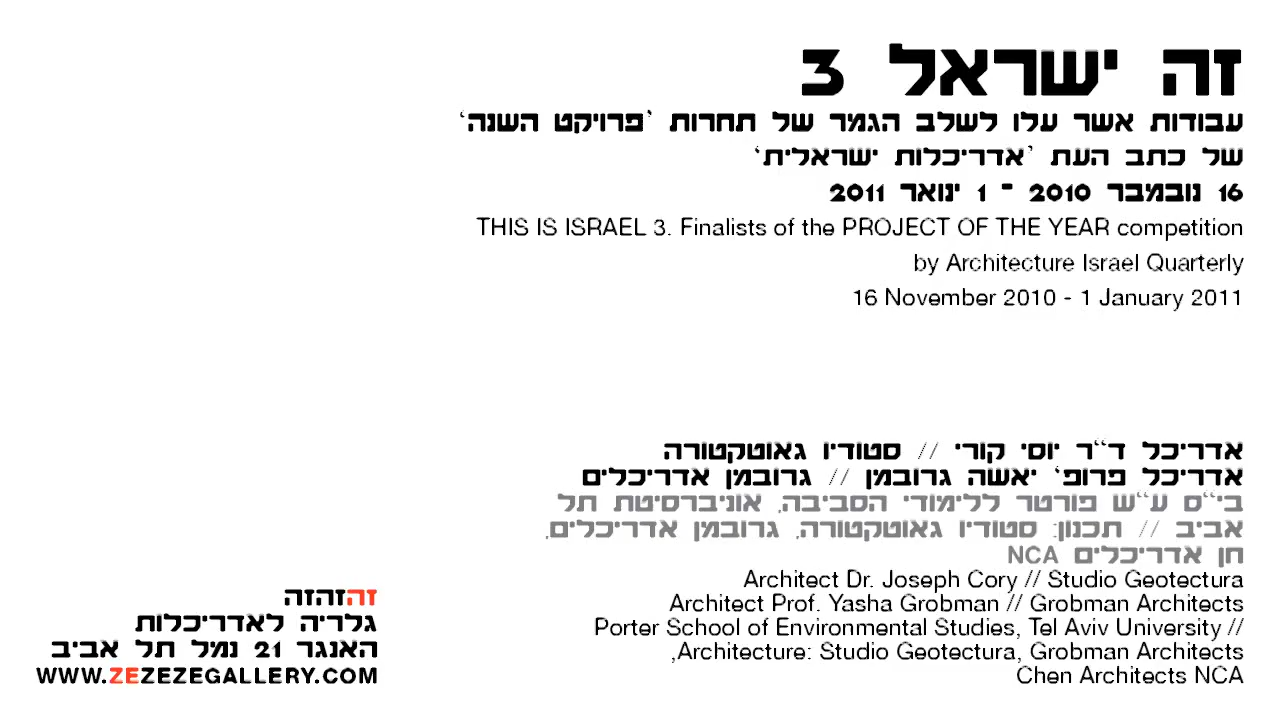 זה ישראל 3
עבודות אשר עלו לשלב הגמר של תחרות 'פרויקט השנה'
של כתב העת 'אדריכלות ישראלית'
16 נובמבר 2010 - 1 ינואר 2011
THIS IS ISRAEL 3. Finalists of the PROJECT OF THE YEAR competition
by Architecture Israel Quarterly
16 November 2010 - 1 January 2011
אדריכל ד"ר יוסי קורי // סטודיו גאוטקטורה
אדריכל פרופ' יאשה גרובמן // גרובמן אדריכלים
בי"ס ע"ש פורטר ללימודי הסביבה, אוניברסיטת תל
אביב // תכנון: סטודיו גאוטקטורה, גרובמן אדריכלים,
חן אדריכלים NCA
Architect Dr. Joseph Cory // Studio Geotectura
Architect Prof. Yasha Grobman // Grobman Architects
Porter School of Environmental Studies, Tel Aviv University //
,Architecture: Studio Geotectura, Grobman Architects
Chen Architects NCA
זהזהזה
גלריה לאדריכלות
האנגר 21 נמל תל אביב
WWW.ZEZEZEGALLERY.COM